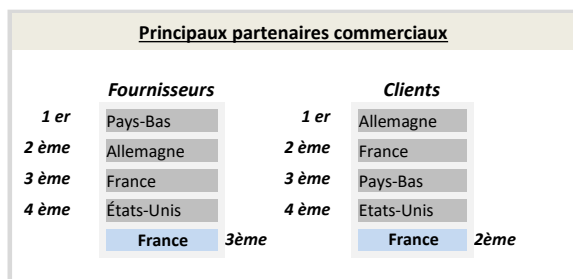 Principaux partenaires commerciaux
Fournisseurs
1 er Pays-Bas
2 ème Allemagne
3 ème France
4 ème États-Unis
France 3ème
Clients
1 er Allemagne
2 ème France
3 ème Pays-Bas
4 ème Etats-Unis
France 2ème